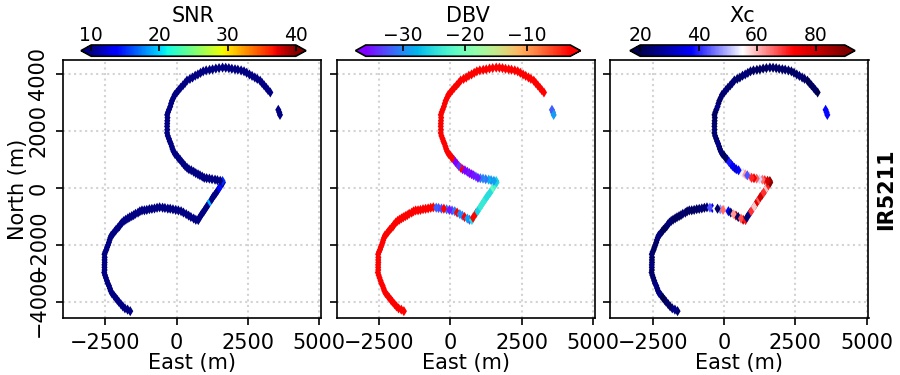 SNR DBV Xc
10 20 30 40 −30 −20 −10 20 40 60 80
4000
2000
0
−2000
−4000
North (m)
IR5211
−2500 0 2500 5000 −2500 0 2500 5000 −2500 0 2500 5000
East (m) East (m) East (m)